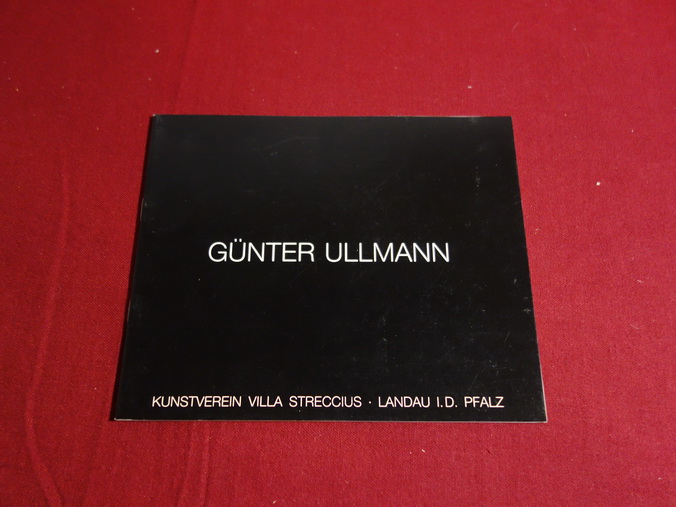 GÜNTER ULLMANN
KUNSTVEREIN VILLA STRECCIUS · LANDAU I.D. PFALZ